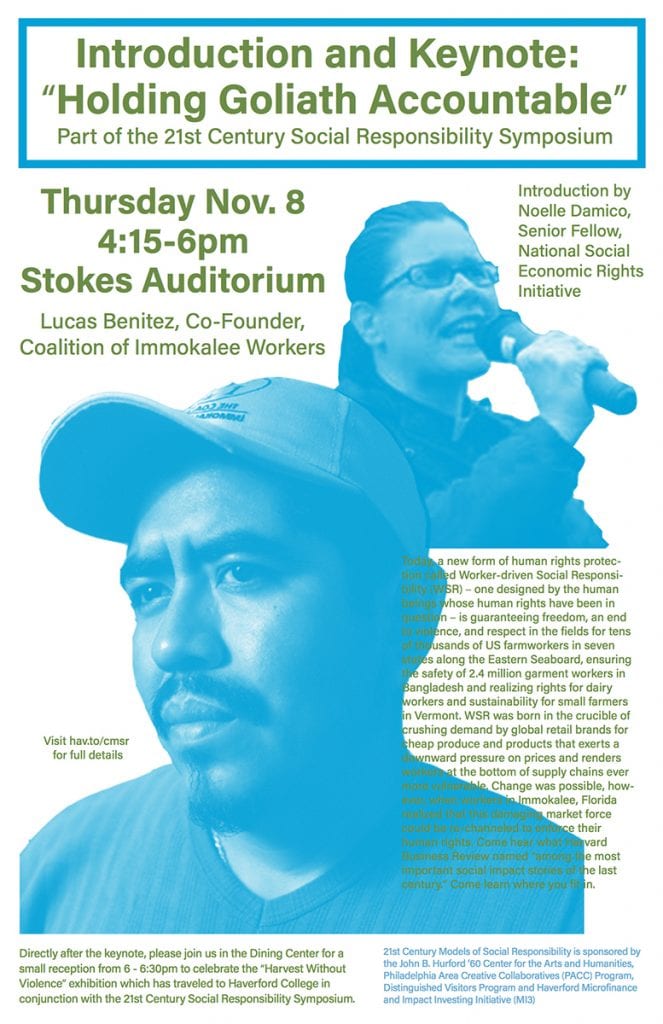 Introduction and Keynote:
“Holding Goliath Accountable”
Part of the 21st Century Social Responsibility Symposium
Thursday Nov. 8
4:15-6pm
Stokes Auditorium
Lucas Benitez, Co-Founder,
Coalition of Immokalee Workers
Introduction by
Noelle Damico,
Senior Fellow,
National Social
Economic Rights
Initiative
THE COA
IMMOKAL
Today, a new form of human rights protec-
tion called Worker-driven Social Responsi-
bility (WSR) – one designed by the human
beings whose human rights have been in
question – is guaranteeing freedom, an end
to violence, and respect in the fields for tens
of thousands of US farmworkers in seven
states along the Eastern Seaboard, ensuring
the safety of 2.4 million garment workers in
Bangladesh and realizing rights for dairy
workers and sustainability for small farmers
in Vermont. WSR was born in the crucible of
crushing demand by global retail brands for
cheap produce and products that exerts a
downward pressure on prices and renders
workers at the bottom of supply chains ever
more vulnerable. Change was possible, how-
ever, when workers in Immokalee, Florida
realized that this damaging market force
could be re-channeled to enforce their
human rights. Come hear what Harvard
Business Review named “among the most
important social impact stories of the last
century.” Come learn where you fit in.
Visit hav.to/cmsr
for full details
Directly after the keynote, please join us in the Dining Center for a
small reception from 6 - 6:30pm to celebrate the “Harvest Without
Violence” exhibition which has traveled to Haverford College in
conjunction with the 21st Century Social Responsibility Symposium.
21st Century Models of Social Responsibility is sponsored by
the John B. Hurford ’60 Center for the Arts and Humanities,
Philadelphia Area Creative Collaboratives (PACC) Program,
Distinguished Visitors Program and Haverford Microfinance
and Impact Investing Initiative (MI3)